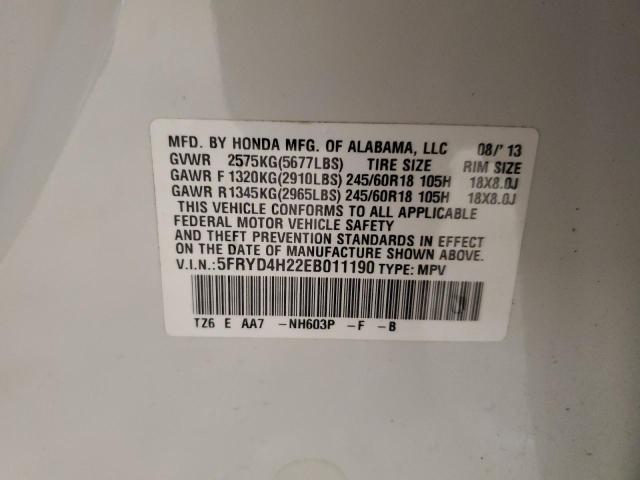 MFD. BY HONDA MFG. OF ALABAMA, LLC 08/'13
GVWR 2575KG(5677LBS) TIRE SIZE RIM SIZE
GAWR F 1320KG(2910LBS) 245/60R18 105H 18X8.0J
GAWR R 1345KG(2965LBS) 245/60R18 105H 18X8.0J
THIS VEHICLE CONFORMS TO ALL APPLICABLE
FEDERAL MOTOR VEHICLE SAFETY
AND THEFT PREVENTION STANDARDS IN EFFECT
ON THE DATE OF MANUFACTURE SHOWN ABOVE.
V.I.N.:5FRYD4H22EB011190 TYPE: MPV
TZ6 E AA7 -NH603P -F -B